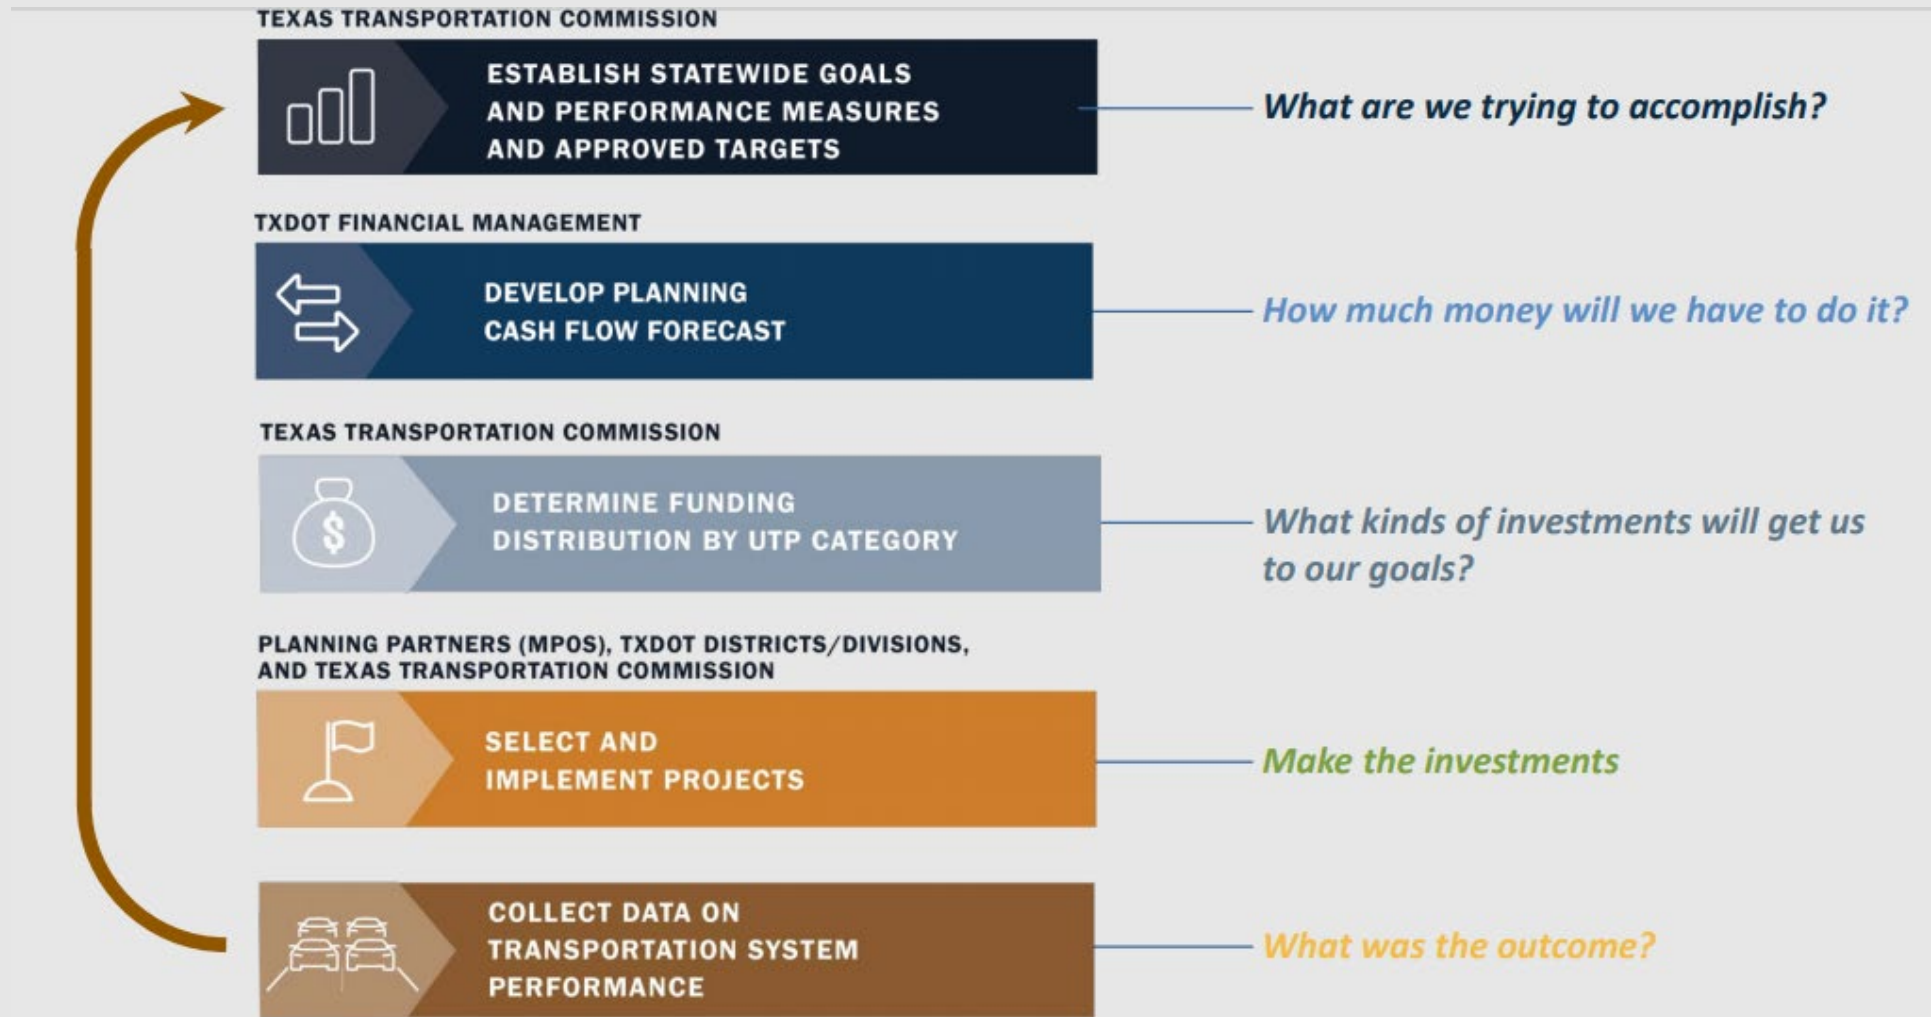 TEXAS TRANSPORTATION COMMISSION
ESTABLISH STATEWIDE GOALS
AND PERFORMANCE MEASURES
AND APPROVED TARGETS
What are we trying to accomplish?
TXDOT FINANCIAL MANAGEMENT
DEVELOP PLANNING
CASH FLOW FORECAST
How much money will we have to do it?
TEXAS TRANSPORTATION COMMISSION
$
DETERMINE FUNDING
DISTRIBUTION BY UTP CATEGORY
What kinds of investments will get us
to our goals?
PLANNING PARTNERS (MPOS), TXDOT DISTRICTS/DIVISIONS,
AND TEXAS TRANSPORTATION COMMISSION
SELECT AND
IMPLEMENT PROJECTS
Make the investments
COLLECT DATA ON
TRANSPORTATION SYSTEM
PERFORMANCE
What was the outcome?